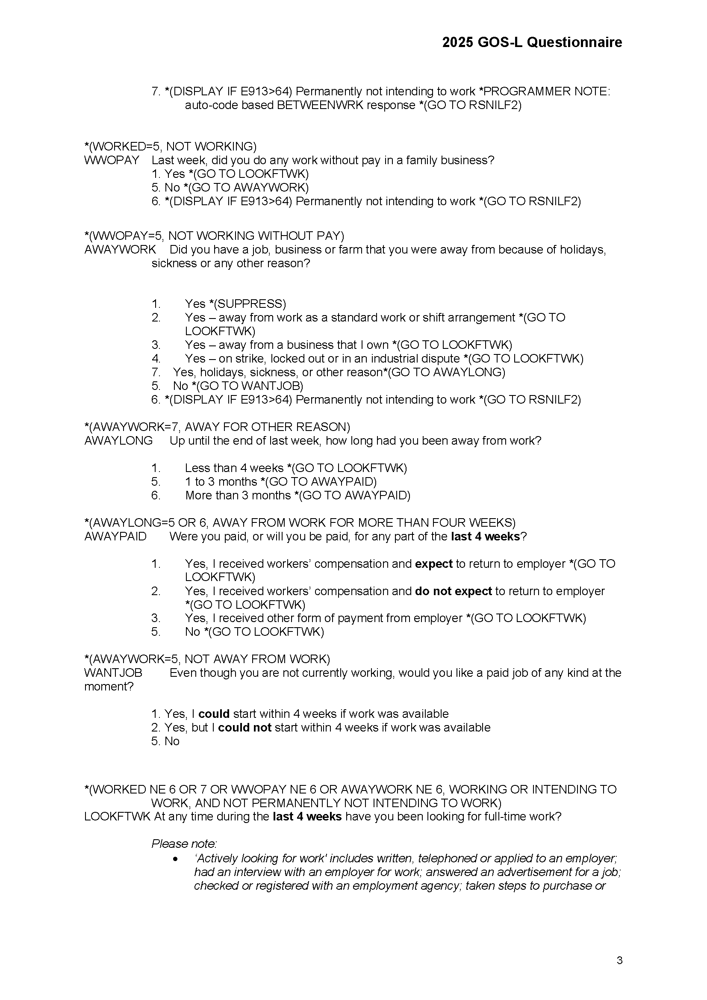 2025 GOS-L Questionnaire
7. *(DISPLAY IF E913>64) Permanently not intending to work *PROGRAMMER NOTE:
auto-code based BETWEENWRK response *(GO TO RSNILF2)
*(WORKED=5, NOT WORKING)
WWOPAY Last week, did you do any work without pay in a family business?
1. Yes *(GO TO LOOKFTWK)
5. No *(GO TO AWAYWORK)
6. *(DISPLAY IF E913>64) Permanently not intending to work *(GO TO RSNILF2)
*(WWOPAY=5, NOT WORKING WITHOUT PAY)
AWAYWORK Did you have a job, business or farm that you were away from because of holidays,
sickness or any other reason?
1. Yes *(SUPPRESS)
2. Yes – away from work as a standard work or shift arrangement *(GO TO
LOOKFTWK)
3. Yes – away from a business that I own *(GO TO LOOKFTWK)
4. Yes – on strike, locked out or in an industrial dispute *(GO TO LOOKFTWK)
7. Yes, holidays, sickness, or other reason*(GO TO AWAYLONG)
5. No *(GO TO WANTJOB)
6. *(DISPLAY IF E913>64) Permanently not intending to work *(GO TO RSNILF2)
*(AWAYWORK=7, AWAY FOR OTHER REASON)
AWAYLONG Up until the end of last week, how long had you been away from work?
1. Less than 4 weeks *(GO TO LOOKFTWK)
5. 1 to 3 months *(GO TO AWAYPAID)
6. More than 3 months *(GO TO AWAYPAID)
*(AWAYLONG=5 OR 6, AWAY FROM WORK FOR MORE THAN FOUR WEEKS)
AWAYPAID Were you paid, or will you be paid, for any part of the last 4 weeks?
1. Yes, I received workers’ compensation and expect to return to employer *(GO TO
LOOKFTWK)
2. Yes, I received workers’ compensation and do not expect to return to employer
*(GO TO LOOKFTWK)
3. Yes, I received other form of payment from employer *(GO TO LOOKFTWK)
5. No *(GO TO LOOKFTWK)
*(AWAYWORK=5, NOT AWAY FROM WORK)
WANTJOB Even though you are not currently working, would you like a paid job of any kind at the
moment?
1. Yes, I could start within 4 weeks if work was available
2. Yes, but I could not start within 4 weeks if work was available
5. No
*(WORKED NE 6 OR 7 OR WWOPAY NE 6 OR AWAYWORK NE 6, WORKING OR INTENDING TO
WORK, AND NOT PERMANENTLY NOT INTENDING TO WORK)
LOOKFTWK At any time during the last 4 weeks have you been looking for full-time work?
Please note:
• ‘Actively looking for work' includes written, telephoned or applied to an employer;
had an interview with an employer for work; answered an advertisement for a job;
checked or registered with an employment agency; taken steps to purchase or
3